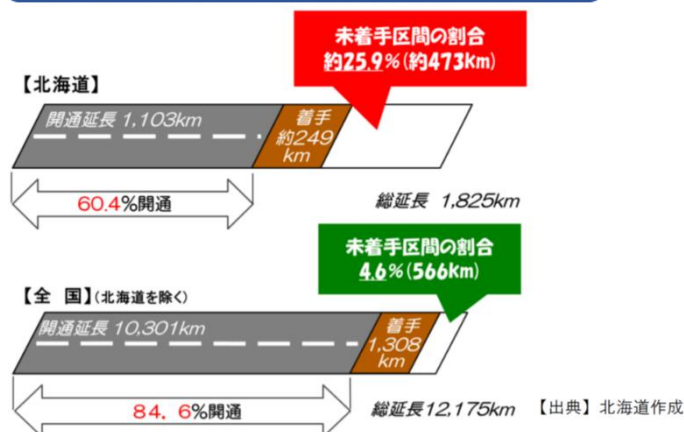 未着手区間の割合
約25.9%(約473km)
【北海道】
開通延長 1,103km
着手
約249
km
60.4%開通
総延長 1,825km
未着手区間の割合
4.6%(566km)
【全 国】(北海道を除く)
開通延長 10,301km
着手
1,308
km
84．6%開通
総延長12,175km
【出典】北海道作成